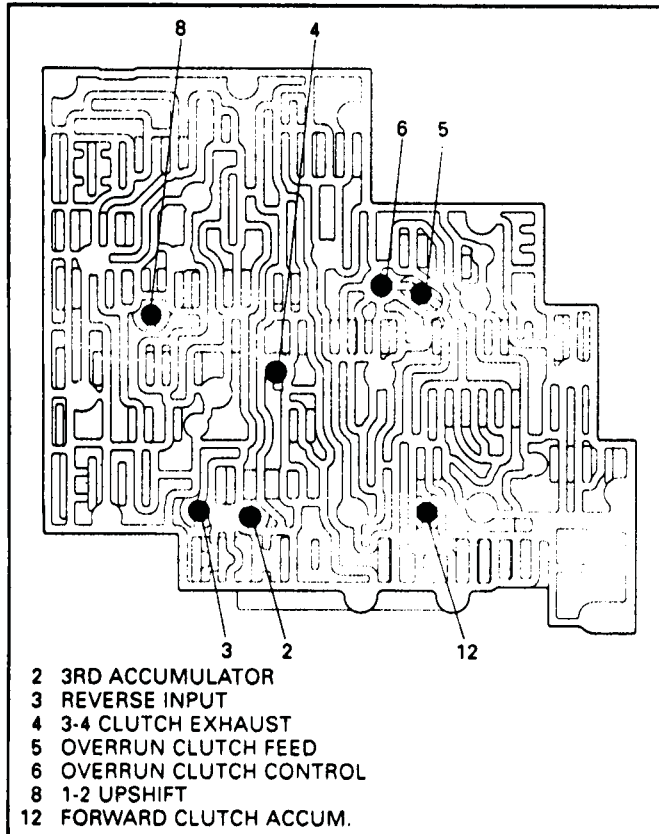 8 4
6 5
3 2 12
2 3RD ACCUMULATOR
3 REVERSE INPUT
4 3-4 CLUTCH EXHAUST
5 OVERRUN CLUTCH FEED
6 OVERRUN CLUTCH CONTROL
8 1-2 UPSHIFT
12 FORWARD CLUTCH ACCUM.